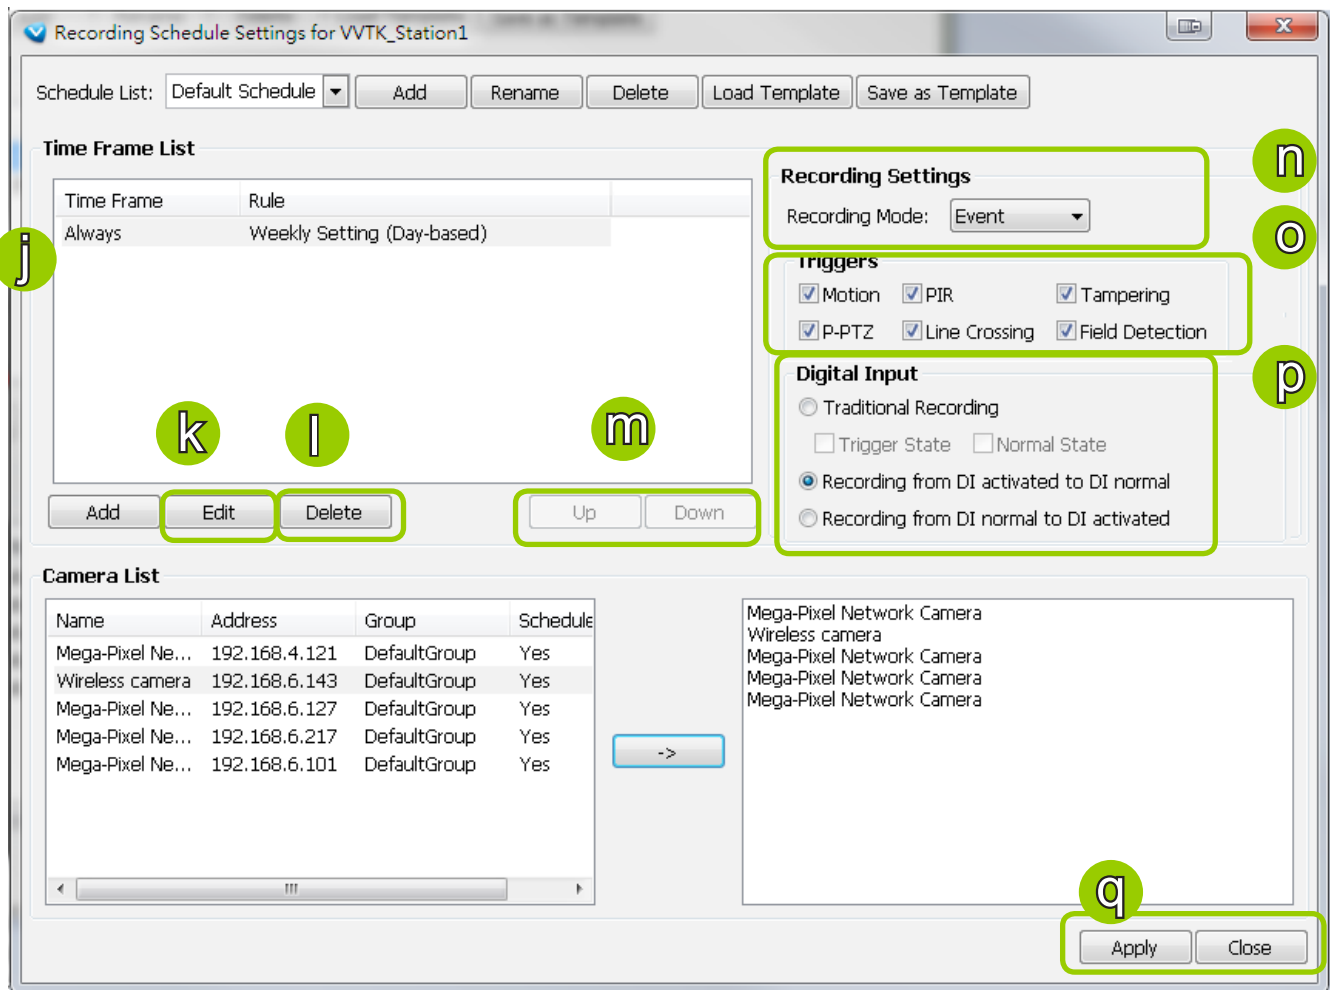 Recording Schedule Settings for VVTK_Station1
Schedule List: Default Schedule Add Rename Delete Load Template Save as Template
Time Frame List
Time Frame Rule
Always Weekly Setting (Day-based)
j
k
l
m
Add Edit Delete Up Down
Recording Settings
Recording Mode: Event
n
o
Triggers
Motion PIR Tampering
P-PTZ Line Crossing Field Detection
p
Digital Input
Traditional Recording
Trigger State Normal State
Recording from DI activated to DI normal
Recording from DI normal to DI activated
Camera List
Name Address Group Schedule
Mega-Pixel Ne... 192.168.4.121 DefaultGroup Yes
Wireless camera 192.168.6.143 DefaultGroup Yes
Mega-Pixel Ne... 192.168.6.127 DefaultGroup Yes
Mega-Pixel Ne... 192.168.6.217 DefaultGroup Yes
Mega-Pixel Ne... 192.168.6.101 DefaultGroup Yes
->
Mega-Pixel Network Camera
Wireless camera
Mega-Pixel Network Camera
Mega-Pixel Network Camera
Mega-Pixel Network Camera
q
Apply Close